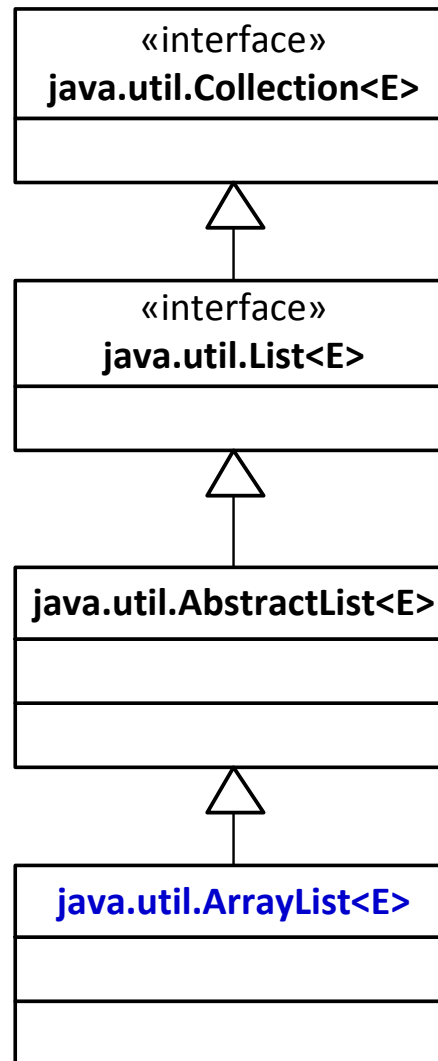 «interface»
java.util.Collection<E>
«interface»
java.util.List<E>
java.util.AbstractList<E>
java.util.ArrayList<E>